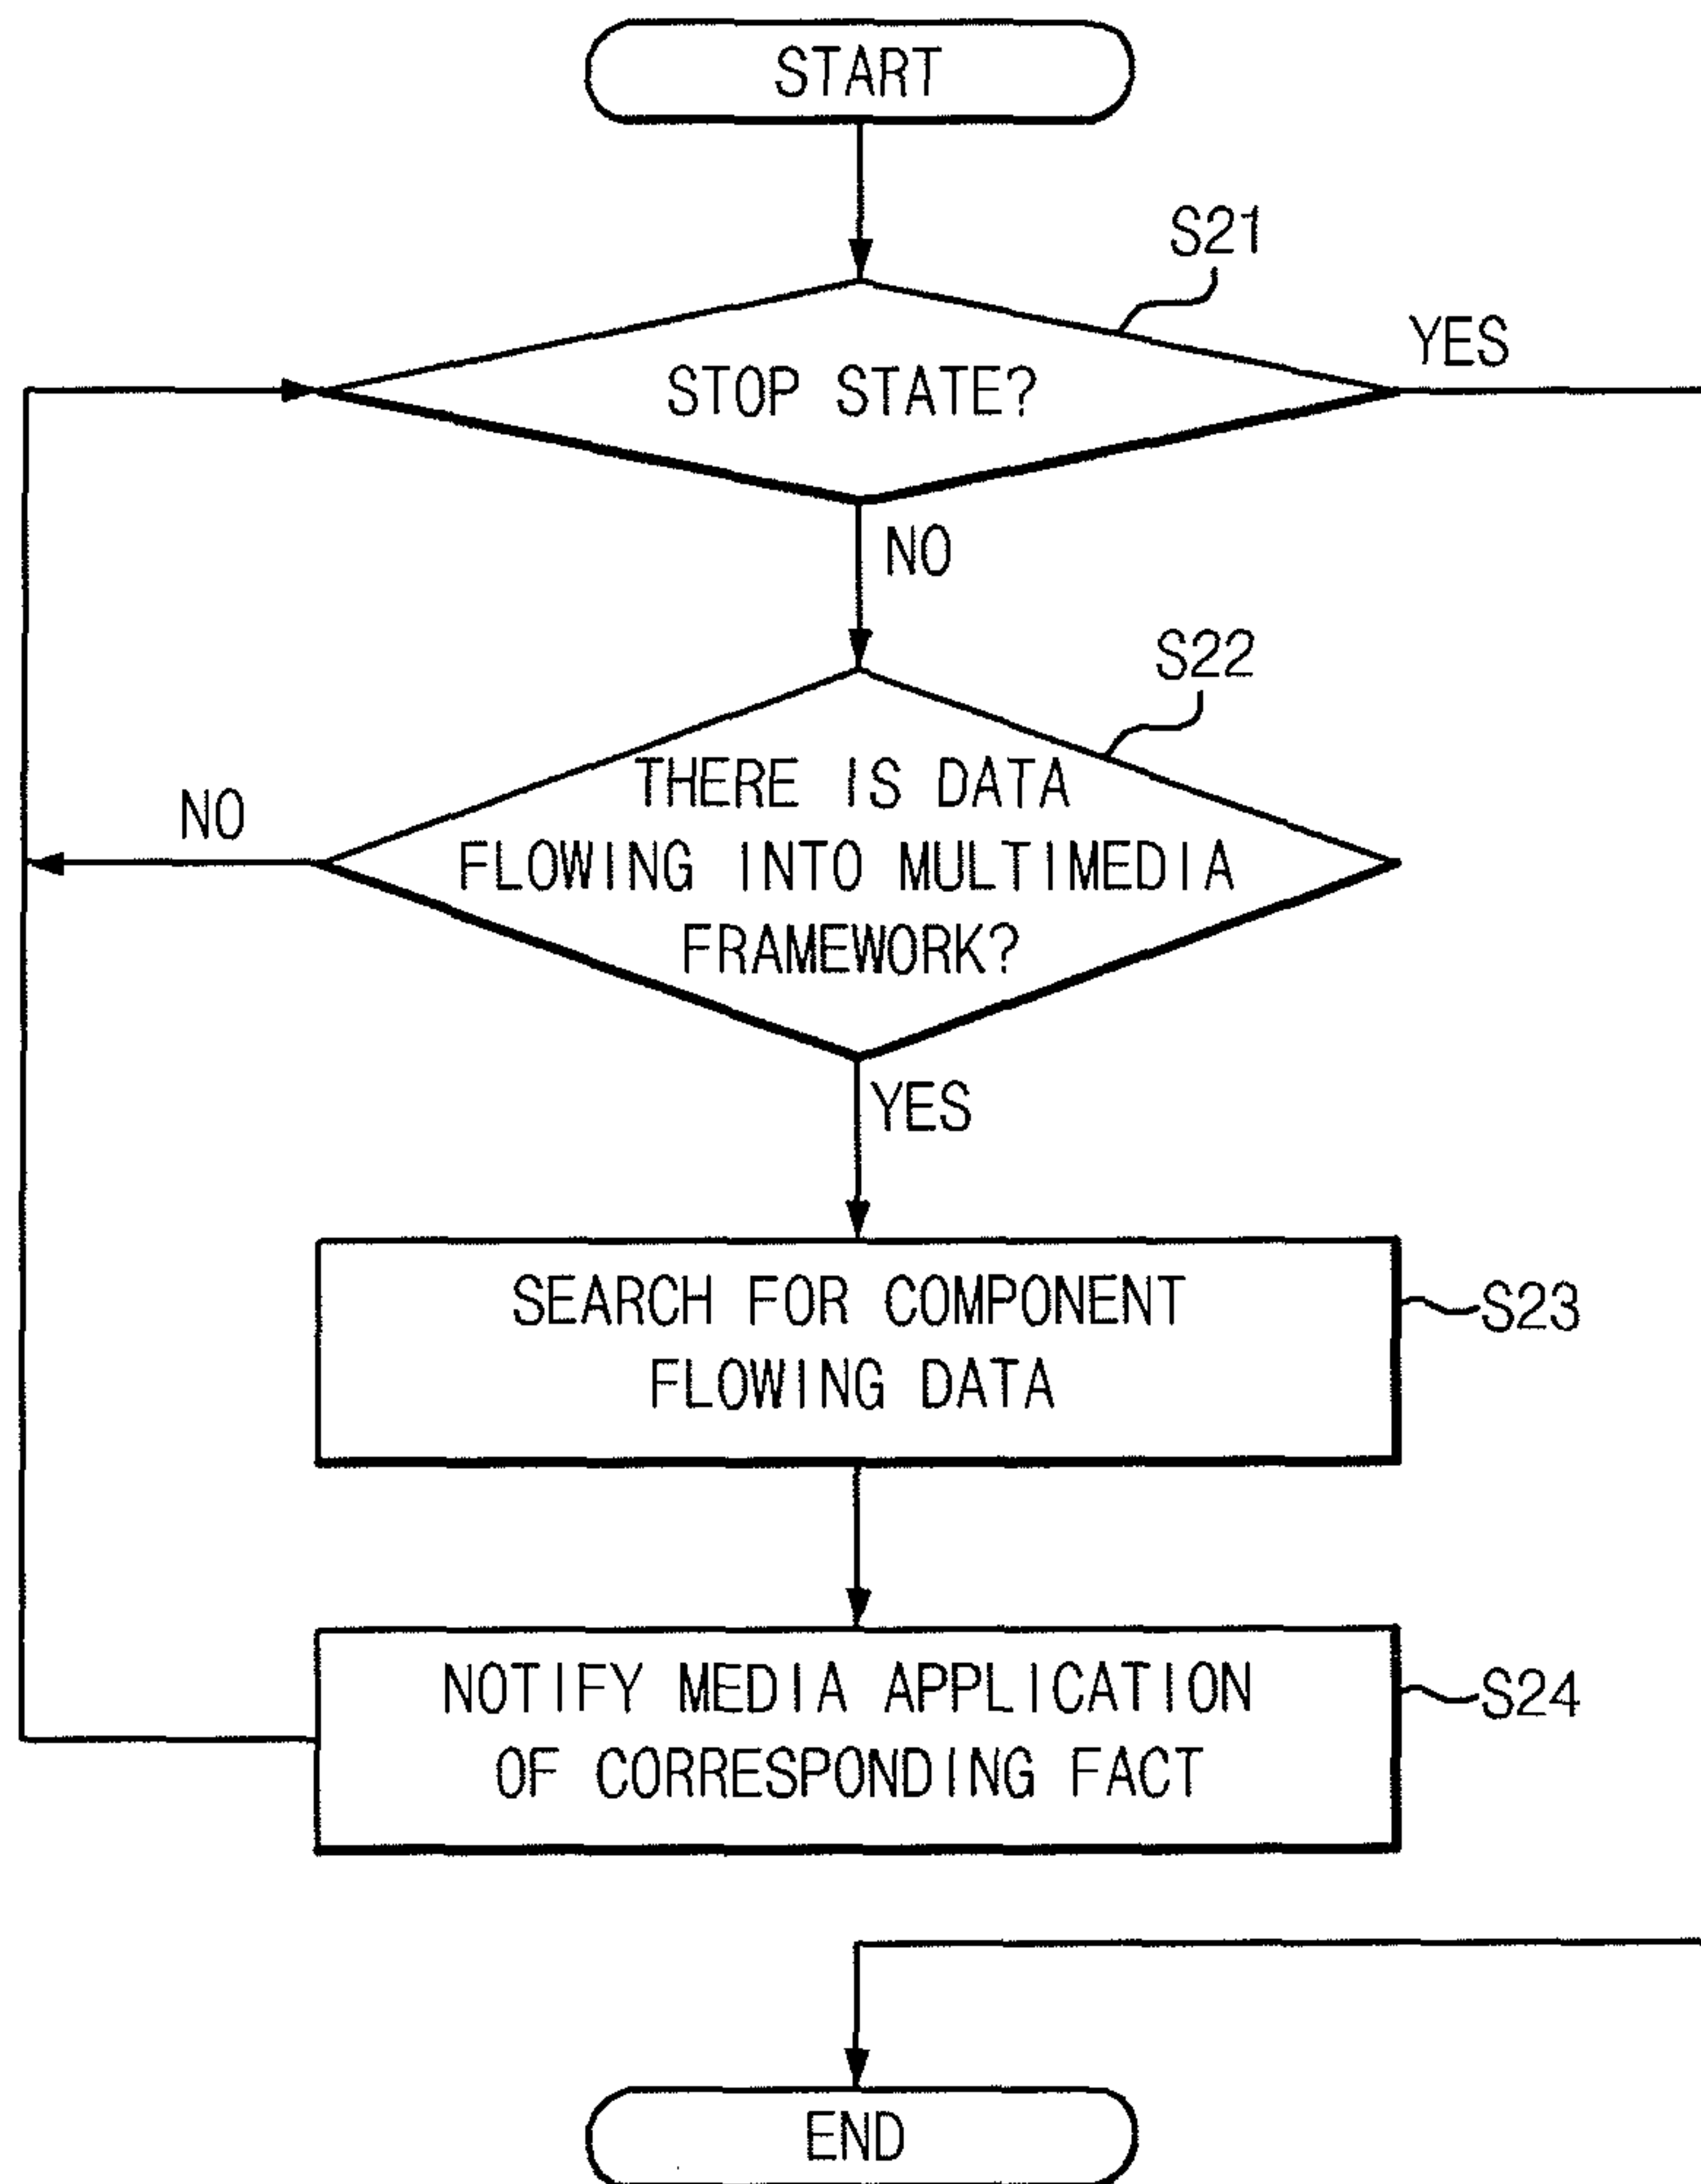 START
S21
YES
STOP STATE?
NO
S22
THERE IS DATA
NO
FLOWING INTO MULTIMEDIA
FRAMEWORK?
YES
SEARCH FOR COMPONENT
S23
FLOWING DATA
NOTIFY MEDIA APPLICATION
S24
OF CORRESPONDING FACT
END